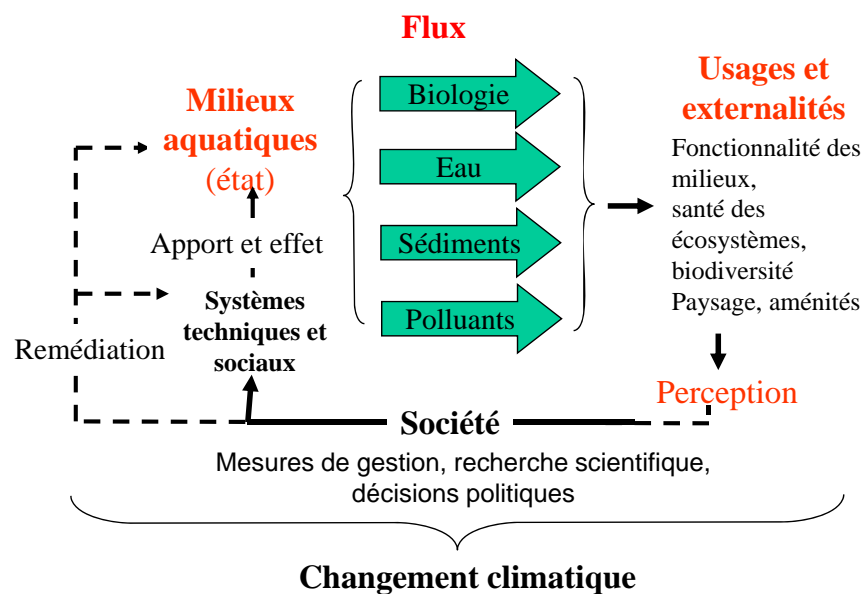 Flux
Milieux
aquatiques
(état)
Apport et effet
Systèmes
techniques et
sociaux
Remédiation
Biologie
Eau
Sédiments
Polluants
Usages et
externalités
Fonctionnalité des
milieux,
santé des
écosystèmes,
biodiversité
Paysage, aménités
Perception
Société
Mesures de gestion, recherche scientifique,
décisions politiques
Changement climatique